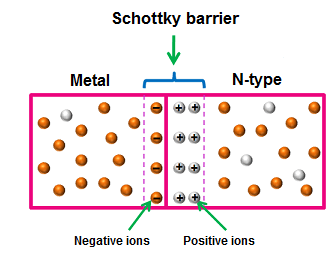 Schottky barrier
Metal
N-type
Negative ions
Positive ions